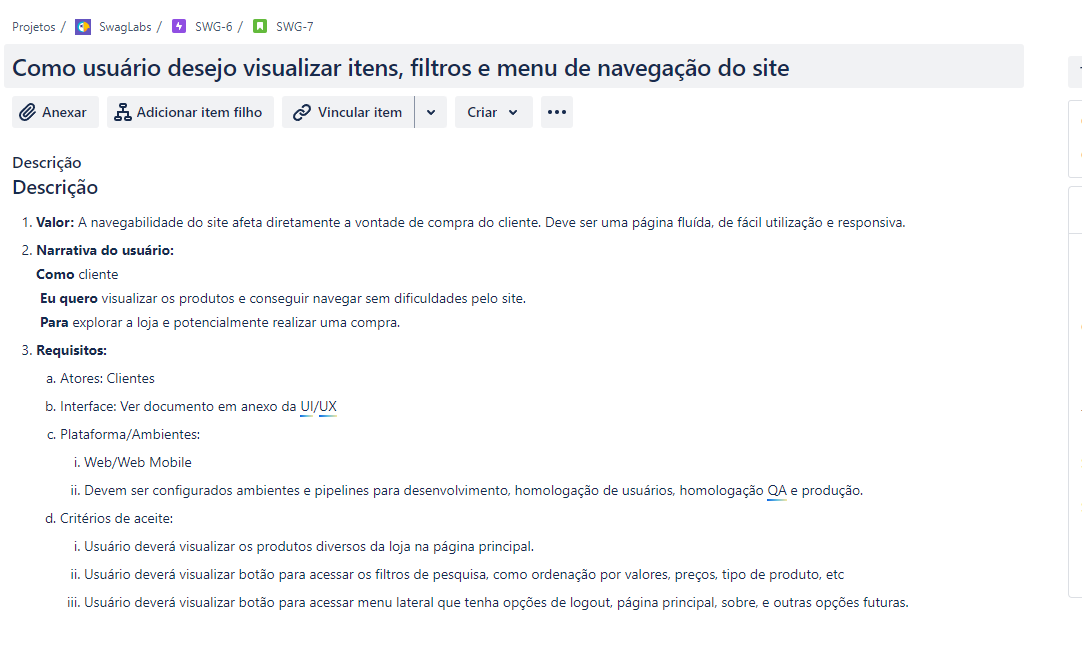 Projetos / SwagLabs / SWG-6 / SWG-7
Como usuário desejo visualizar itens, filtros e menu de navegação do site
Anexar Adicionar item filho Vincular item Criar
Descrição
Descrição
1. Valor: A navegabilidade do site afeta diretamente a vontade de compra do cliente. Deve ser uma página fluída, de fácil utilização e responsiva.
2. Narrativa do usuário:
Como cliente
Eu quero visualizar os produtos e conseguir navegar sem dificuldades pelo site.
Para explorar a loja e potencialmente realizar uma compra.
3. Requisitos:
a. Atores: Clientes
b. Interface: Ver documento em anexo da UI/UX
c. Plataforma/Ambientes:
i. Web/Web Mobile
ii. Devem ser configurados ambientes e pipelines para desenvolvimento, homologação de usuários, homologação QA e produção.
d. Critérios de aceite:
i. Usuário deverá visualizar os produtos diversos da loja na página principal.
ii. Usuário deverá visualizar botão para acessar os filtros de pesquisa, como ordenação por valores, preços, tipo de produto, etc
iii. Usuário deverá visualizar botão para acessar menu lateral que tenha opções de logout, página principal, sobre, e outras opções futuras.